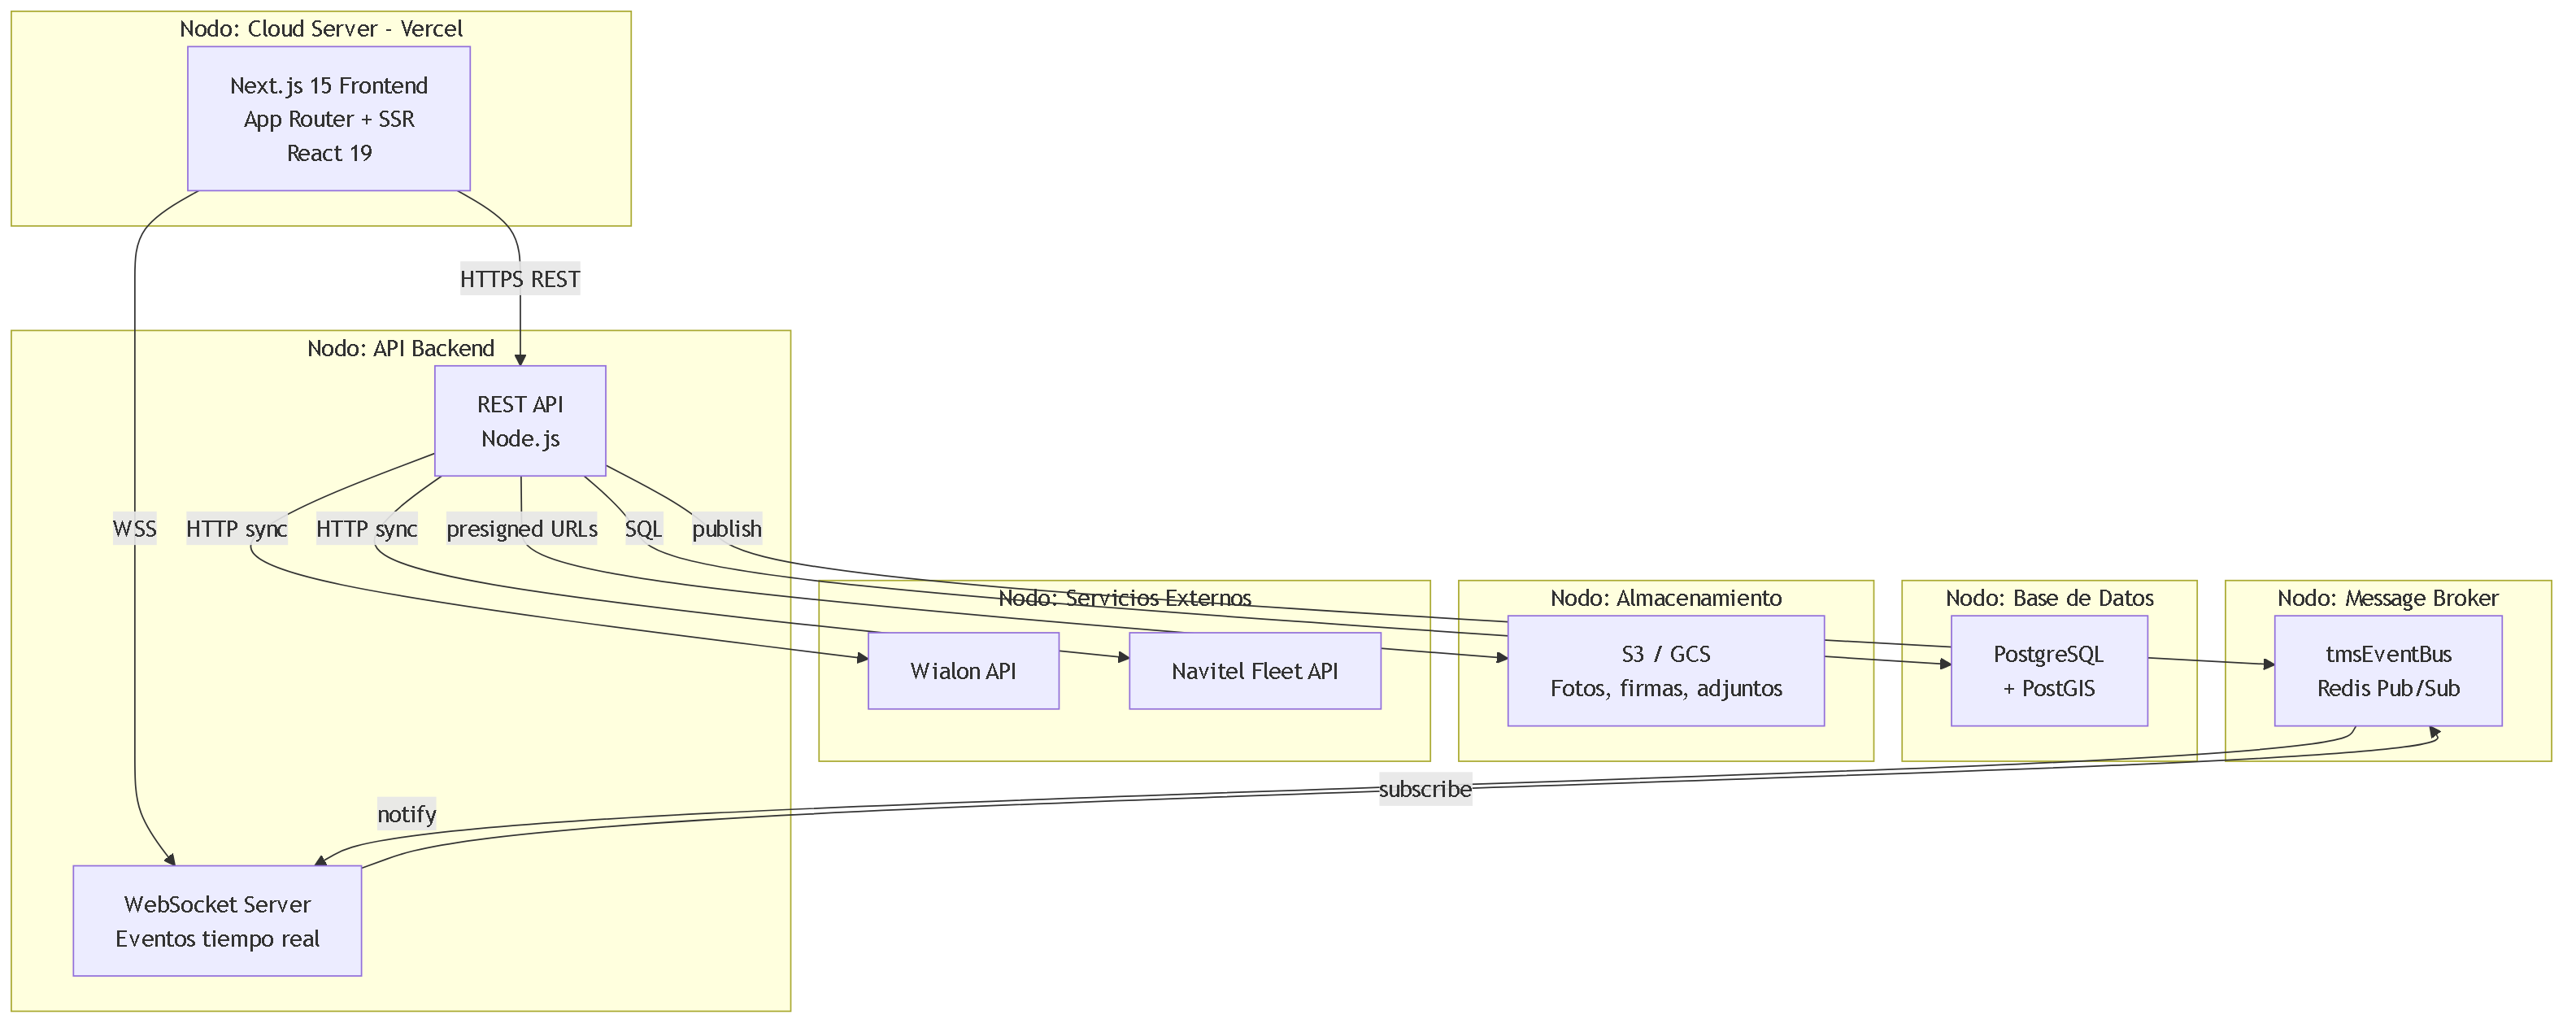 Nodo: Cloud Server - Vercel
Next.js 15 Frontend
App Router + SSR
React 19
HTTPS REST
Nodo: API Backend
REST API
Node.js
WSS
HTTP sync
HTTP sync
presigned URLs
SQL
publish
Nodo: Servicios Externos
Wialon API
Navitel Fleet API
Nodo: Almacenamiento
S3 / GCS
Fotos, firmas, adjuntos
Nodo: Base de Datos
PostgreSQL
+ PostGIS
Nodo: Message Broker
tmsEventBus
Redis Pub/Sub
subscribe
notify
WebSocket Server
Eventos tiempo real